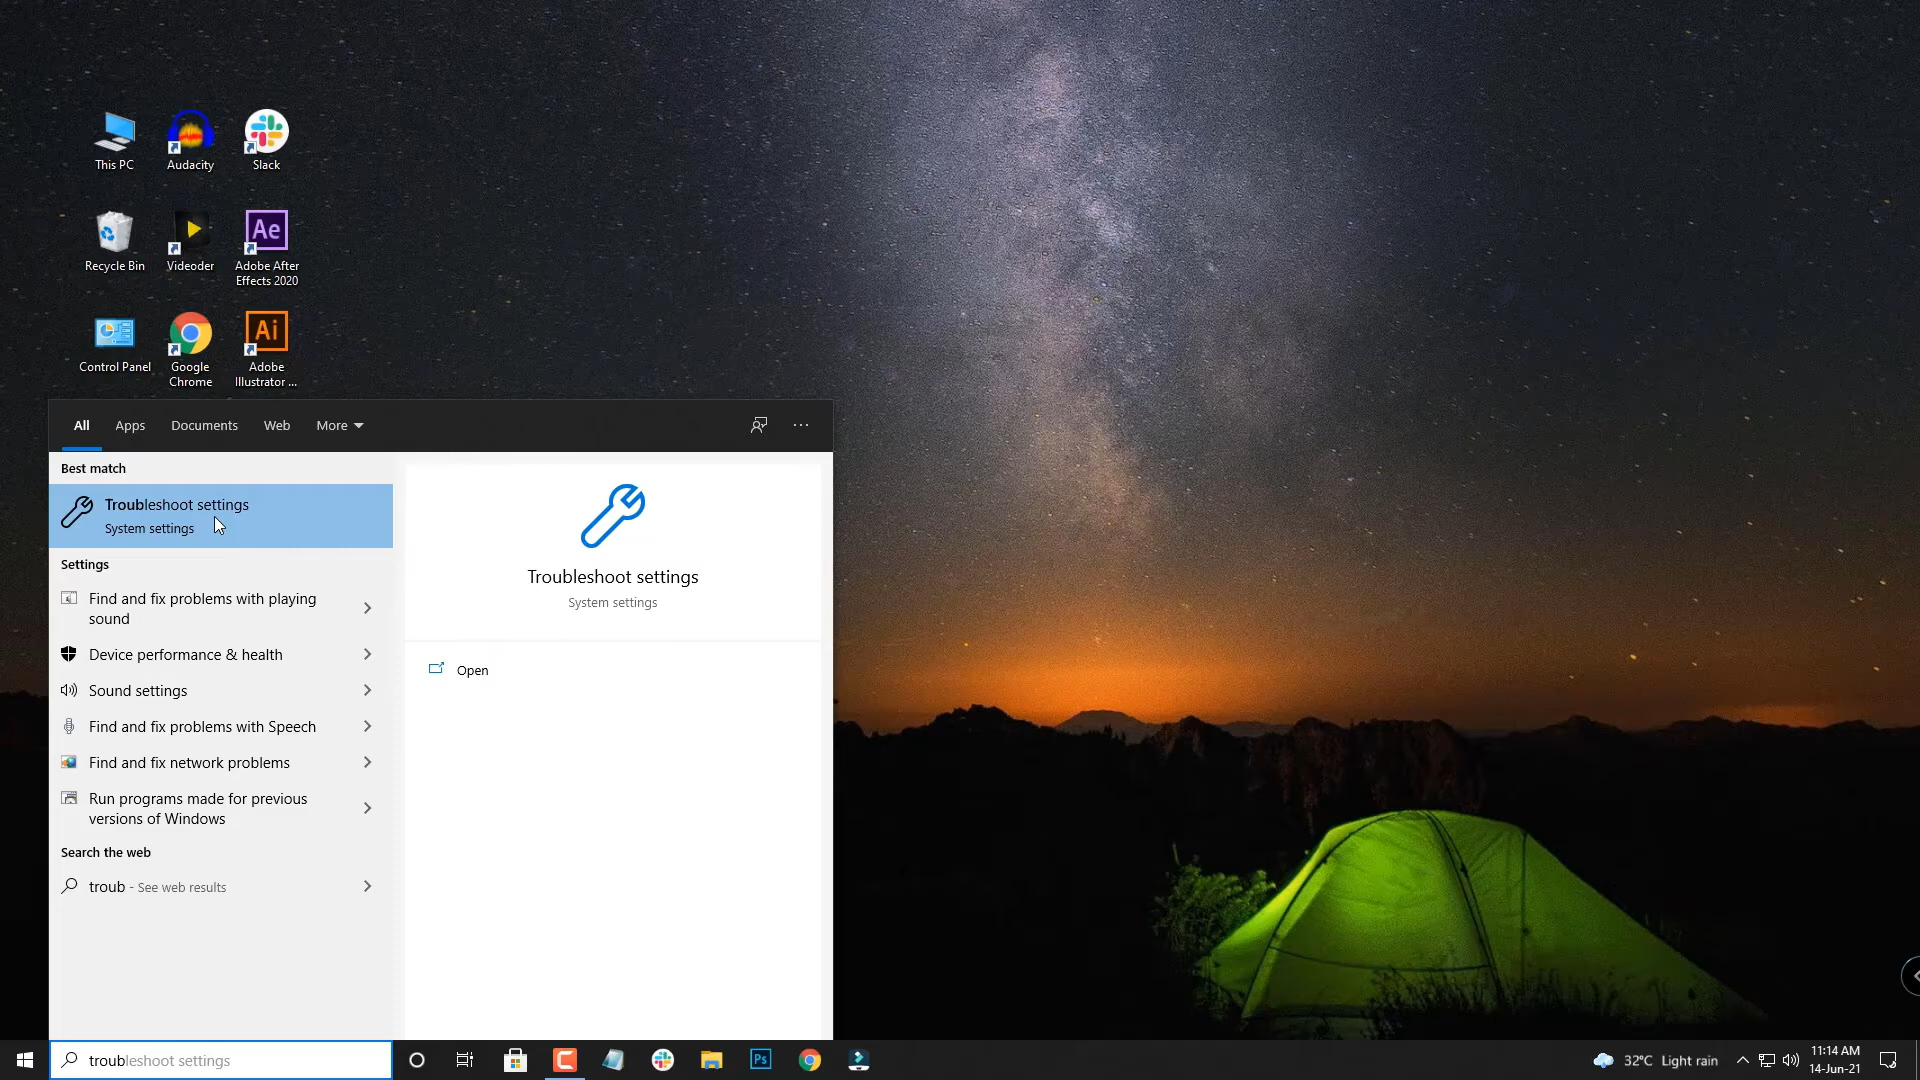 This PC
Audacity
Slack
Recycle Bin
Videoder
Ae
Adobe After
Effects 2020
Control Panel
Google
Chrome
Ai
Adobe
Illustrator ...
All
Apps
Documents
Web
More
Best match
Troubleshoot settings
System settings
Settings
Find and fix problems with playing
sound
Device performance & health
Sound settings
Find and fix problems with Speech
Find and fix network problems
Run programs made for previous
versions of Windows
Search the web
troub - See web results
Troubleshoot settings
System settings
Open
troubleshoot settings
Ps
32°C Light rain
11:14 AM
14-Jun-21